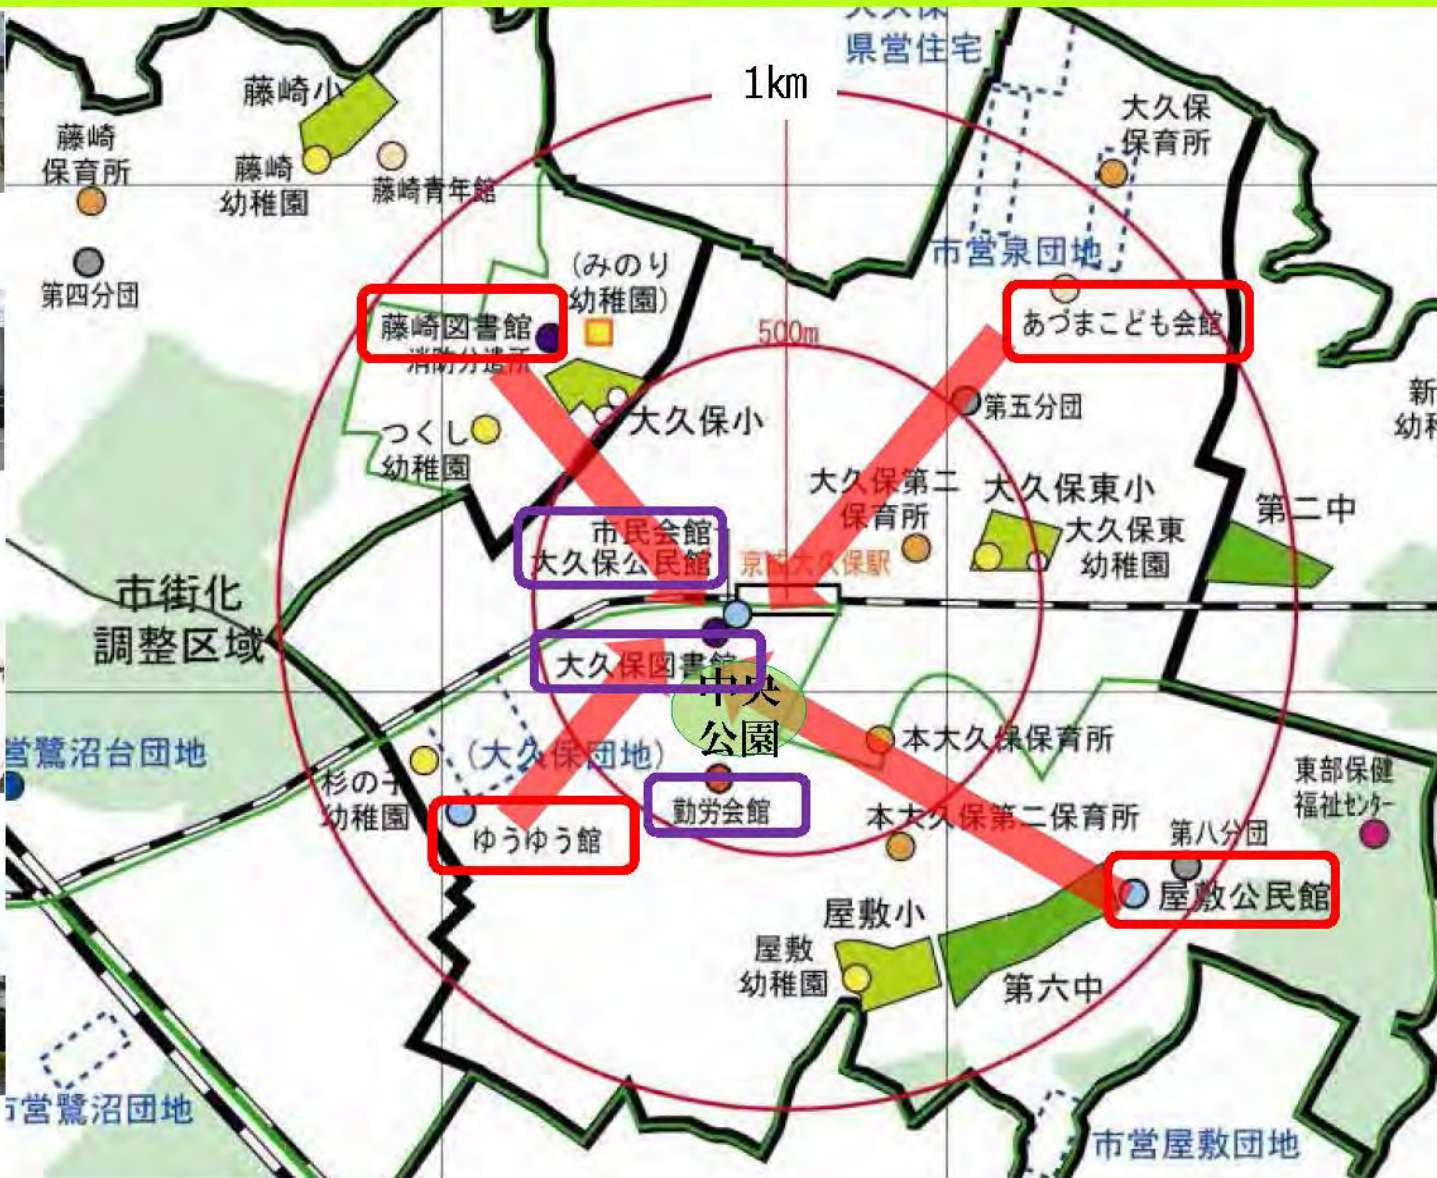 県営住宅
1km
藤崎小
藤崎
保育所
藤崎
幼稚園
藤崎青年館
大久保
保育所
第四分団
(みのり
幼稚園)
市営泉団地
藤崎図書館
消防分遣所
500m
あづまこども会館
第五分団
つくし
幼稚園
大久保小
大久保第二
保育所
大久保東小
大久保東
幼稚園
第二中
市民会館
大久保公民館
京成大久保駅
市街化
調整区域
大久保図書館
中央
公園
営鷺沼台団地
(大久保団地)
本大久保保育所
杉の子
幼稚園
ゆうゆう館
勤労会館
本大久保第二保育所
東部保健
福祉センター
第八分団
屋敷公民館
屋敷小
屋敷
幼稚園
第六中
市営鷺沼団地
市営屋敷団地